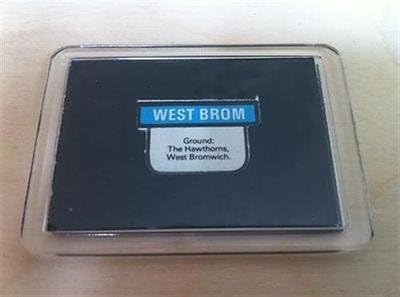 WEST BROM
Ground:
The Hawthorns,
West Bromwich.